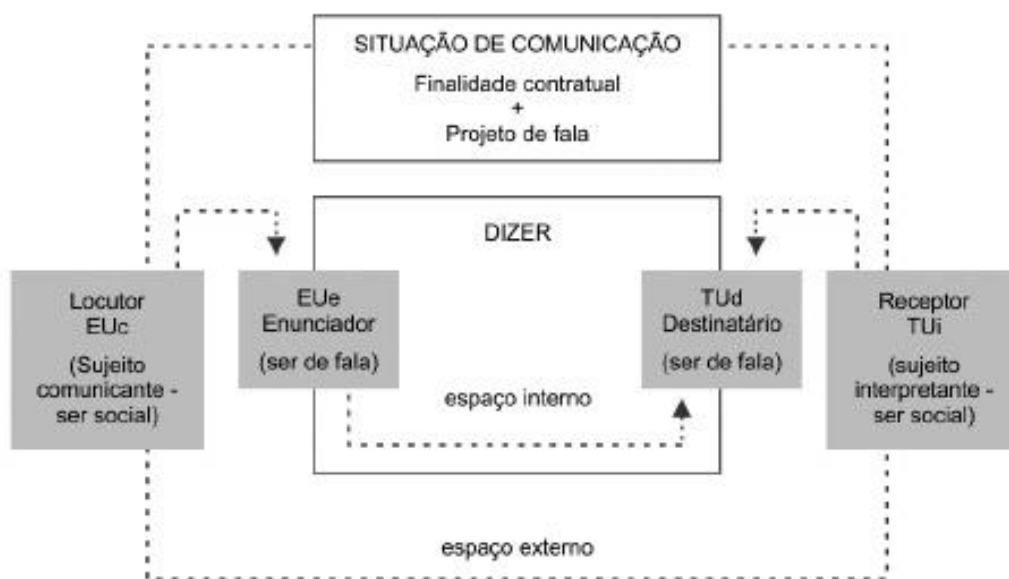 SITUAÇÃO DE COMUNICAÇÃO
Finalidade contratual
+
Projeto de fala
DIZER
Locutor
EUc
(Sujeito
comunicante -
ser social)
EUe
Enunciador
(ser de fala)
TUd
Destinatário
(ser de fala)
Receptor
TUi
(sujeito
interpretante -
ser social)
espaço interno
espaço externo